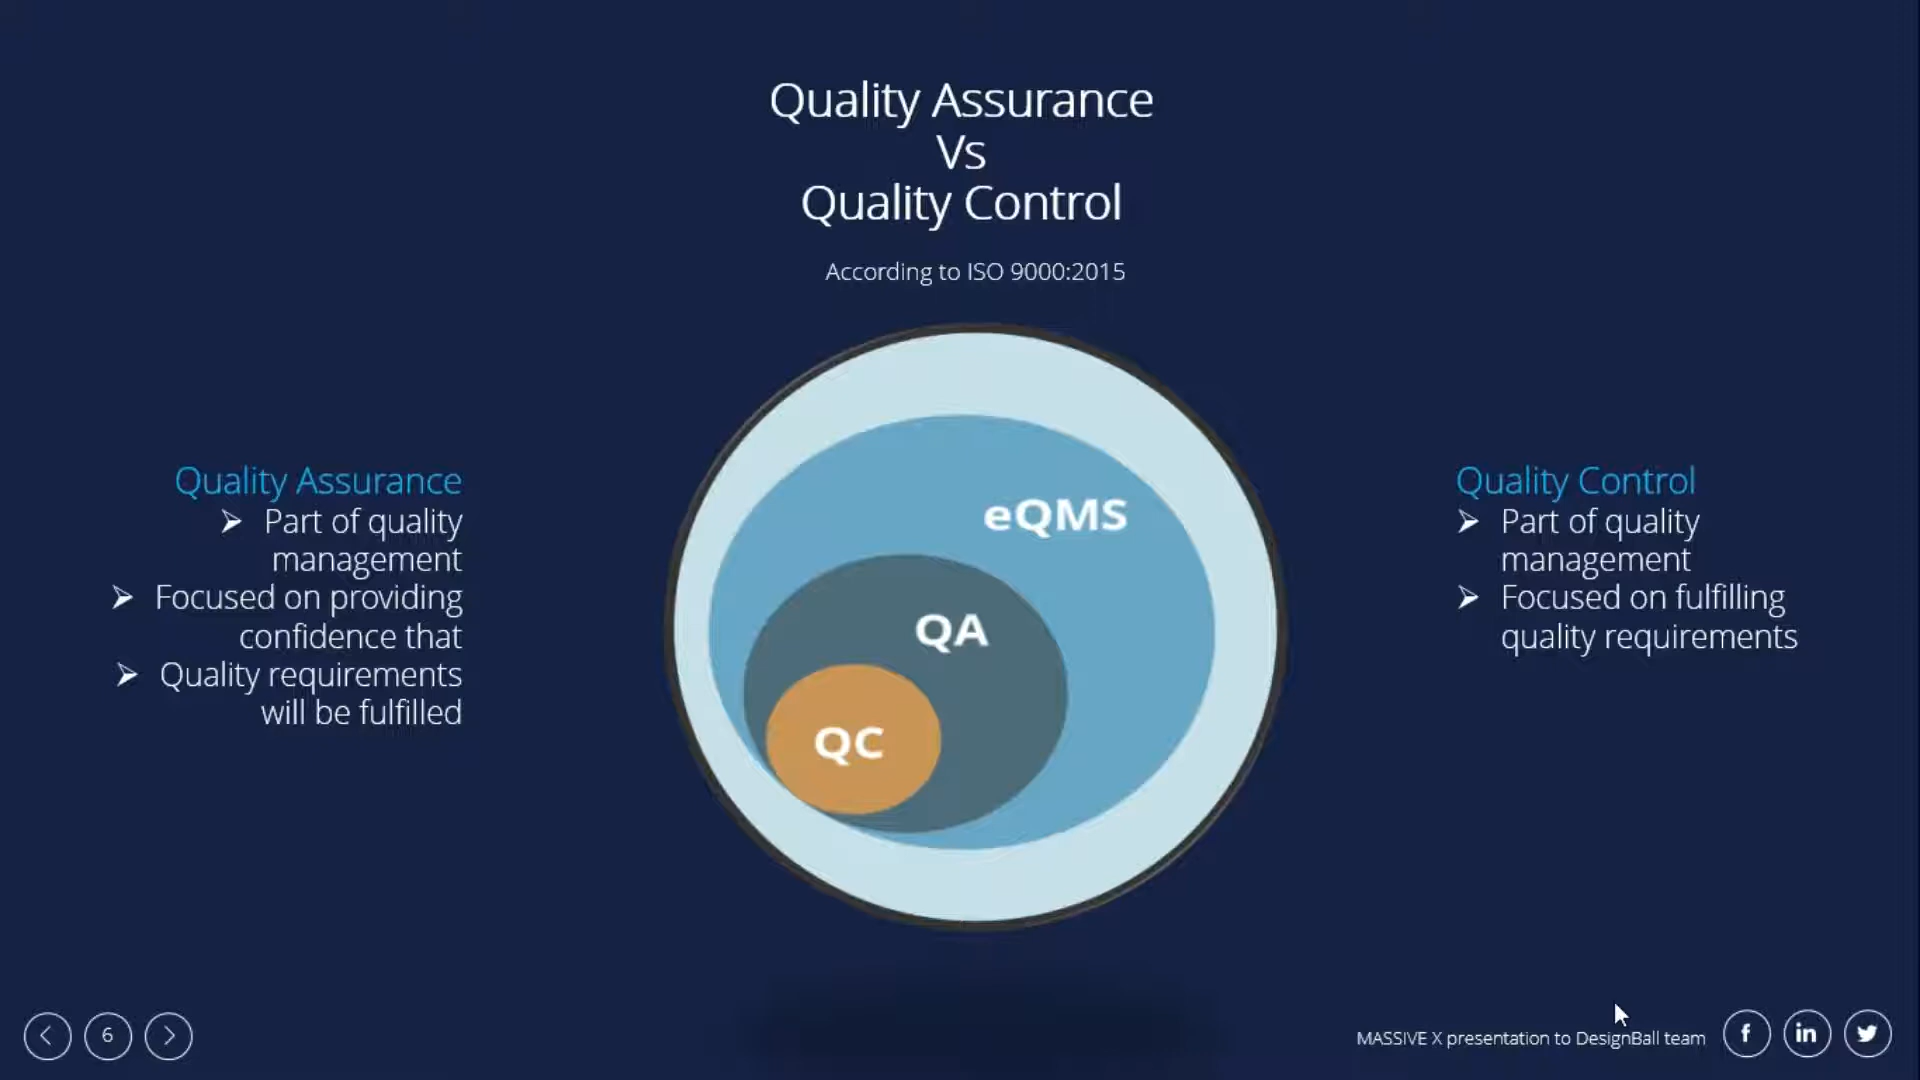 Quality Assurance
Vs
Quality Control
According to ISO 9000:2015
Quality Assurance
➢ Part of quality
management
➢ Focused on providing
confidence that
➢ Quality requirements
will be fulfilled
eQMS
QA
QC
Quality Control
➢ Part of quality
management
➢ Focused on fulfilling
quality requirements
6
MASSIVE X presentation to DesignBall team
f
in